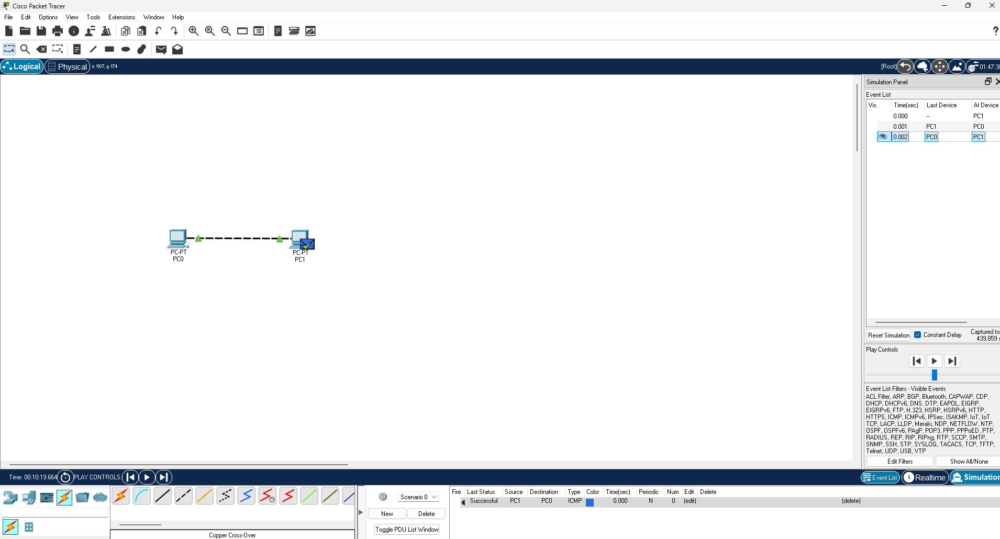 Cisco Packet Tracer
File Edit Options View Tools Extensions Window Help
?
Logical Physical x: 1107, y: 174 [Root] 01:47:30
Simulation Panel
Event List
Vis. Time(sec) Last Device At Device
0.000 -- PC1
0.001 PC1 PC0
0.002 PC0 PC1
PC-PT
PC0
PC-PT
PC1
Reset Simulation Constant Delay Captured to
439.859 s
Play Controls
Event List Filters - Visible Events
ACL Filter, ARP, BGP, Bluetooth, CAPWAP, CDP,
DHCP, DHCPv6, DNS, DTP, EAPOL, EIGRP,
EIGRPv6, FTP, H.323, HSRP, HSRPv6, HTTP,
HTTPS, ICMP, ICMPv6, IPSec, ISAKMP, IoT, IoT
TCP, LACP, LLDP, Meraki, NDP, NETFLOW, NTP,
OSPF, OSPFv6, PAgP, POP3, PPP, PPPoED, PTP,
RADIUS, REP, RIP, RIPng, RTP, SCCP, SMTP,
SNMP, SSH, STP, SYSLOG, TACACS, TCP, TFTP,
Telnet, UDP, USB, VTP
Edit Filters Show All/None
Time: 00:10:19.664 PLAY CONTROLS: Event List Realtime Simulation
Scenario 0
New Delete
Toggle PDU List Window
Copper Cross-Over
Fire Last Status Source Destination Type Color Time(sec) Periodic Num Edit Delete
Successful PC1 PC0 ICMP 0.000 N 0 (edit) (delete)